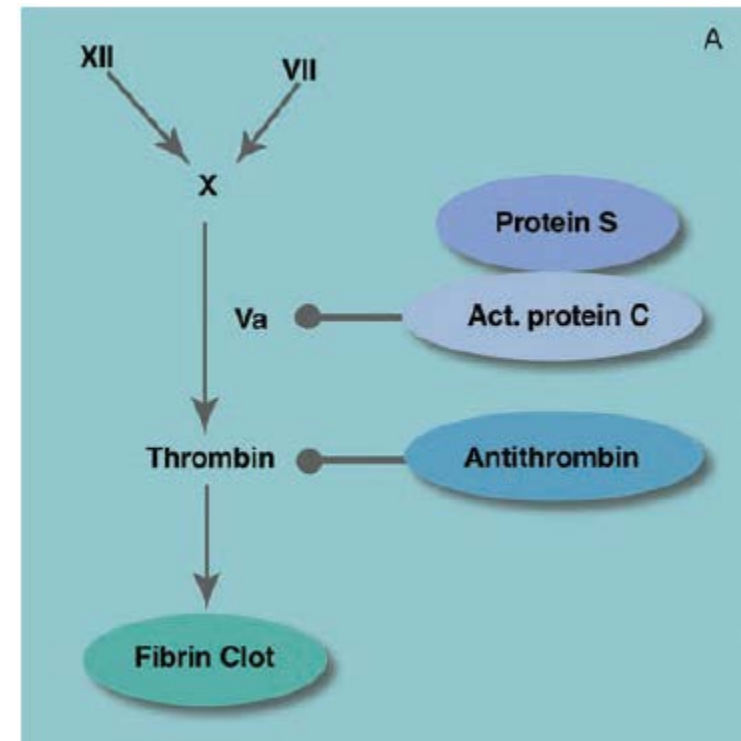 A
XII
VII
X
Protein S
Va
Act. protein C
Thrombin
Antithrombin
Fibrin Clot